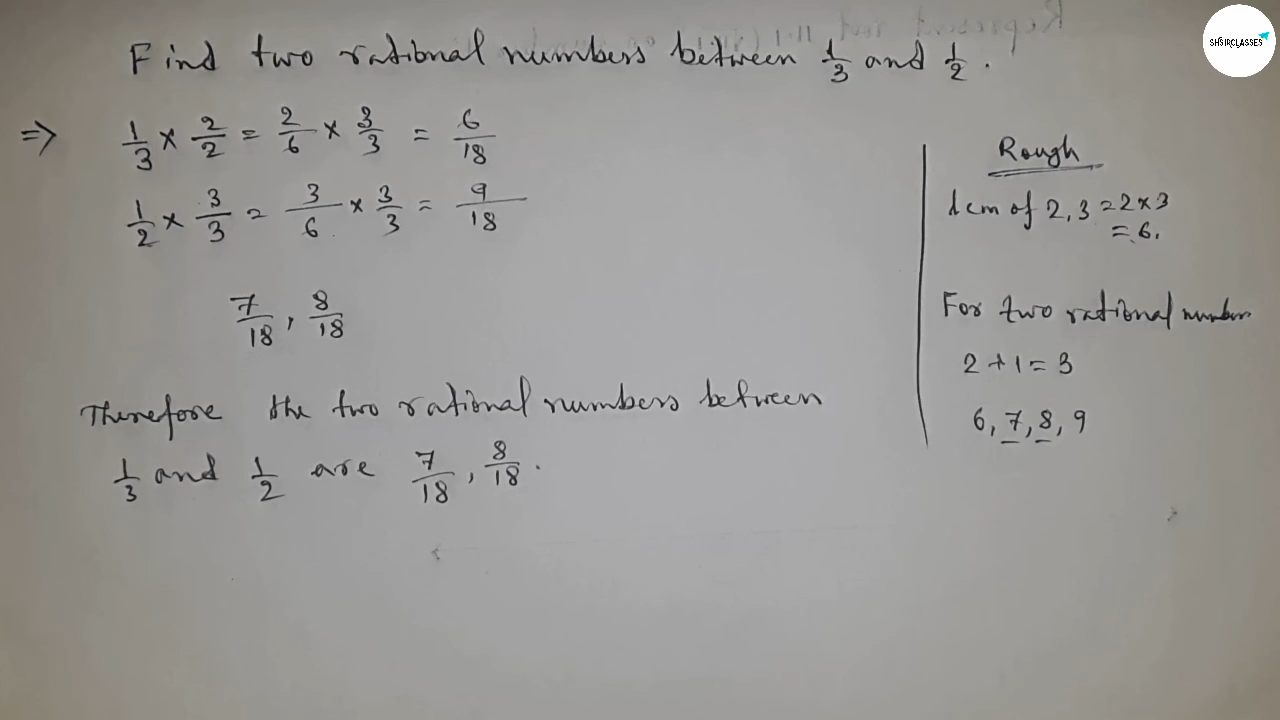 Find two rational numbers between 1/3 and 1/2.
SHSIRCLASSES
=> 1/3 × 2/2 = 2/6 × 3/3 = 6/18
1/2 × 3/3 = 3/6 × 3/3 = 9/18
7/18, 8/18
Therefore the two rational numbers between
1/3 and 1/2 are 7/18, 8/18.
Rough
lcm of 2, 3 = 2×3
= 6.
For two rational numbers
2+1=3
6, 7, 8, 9